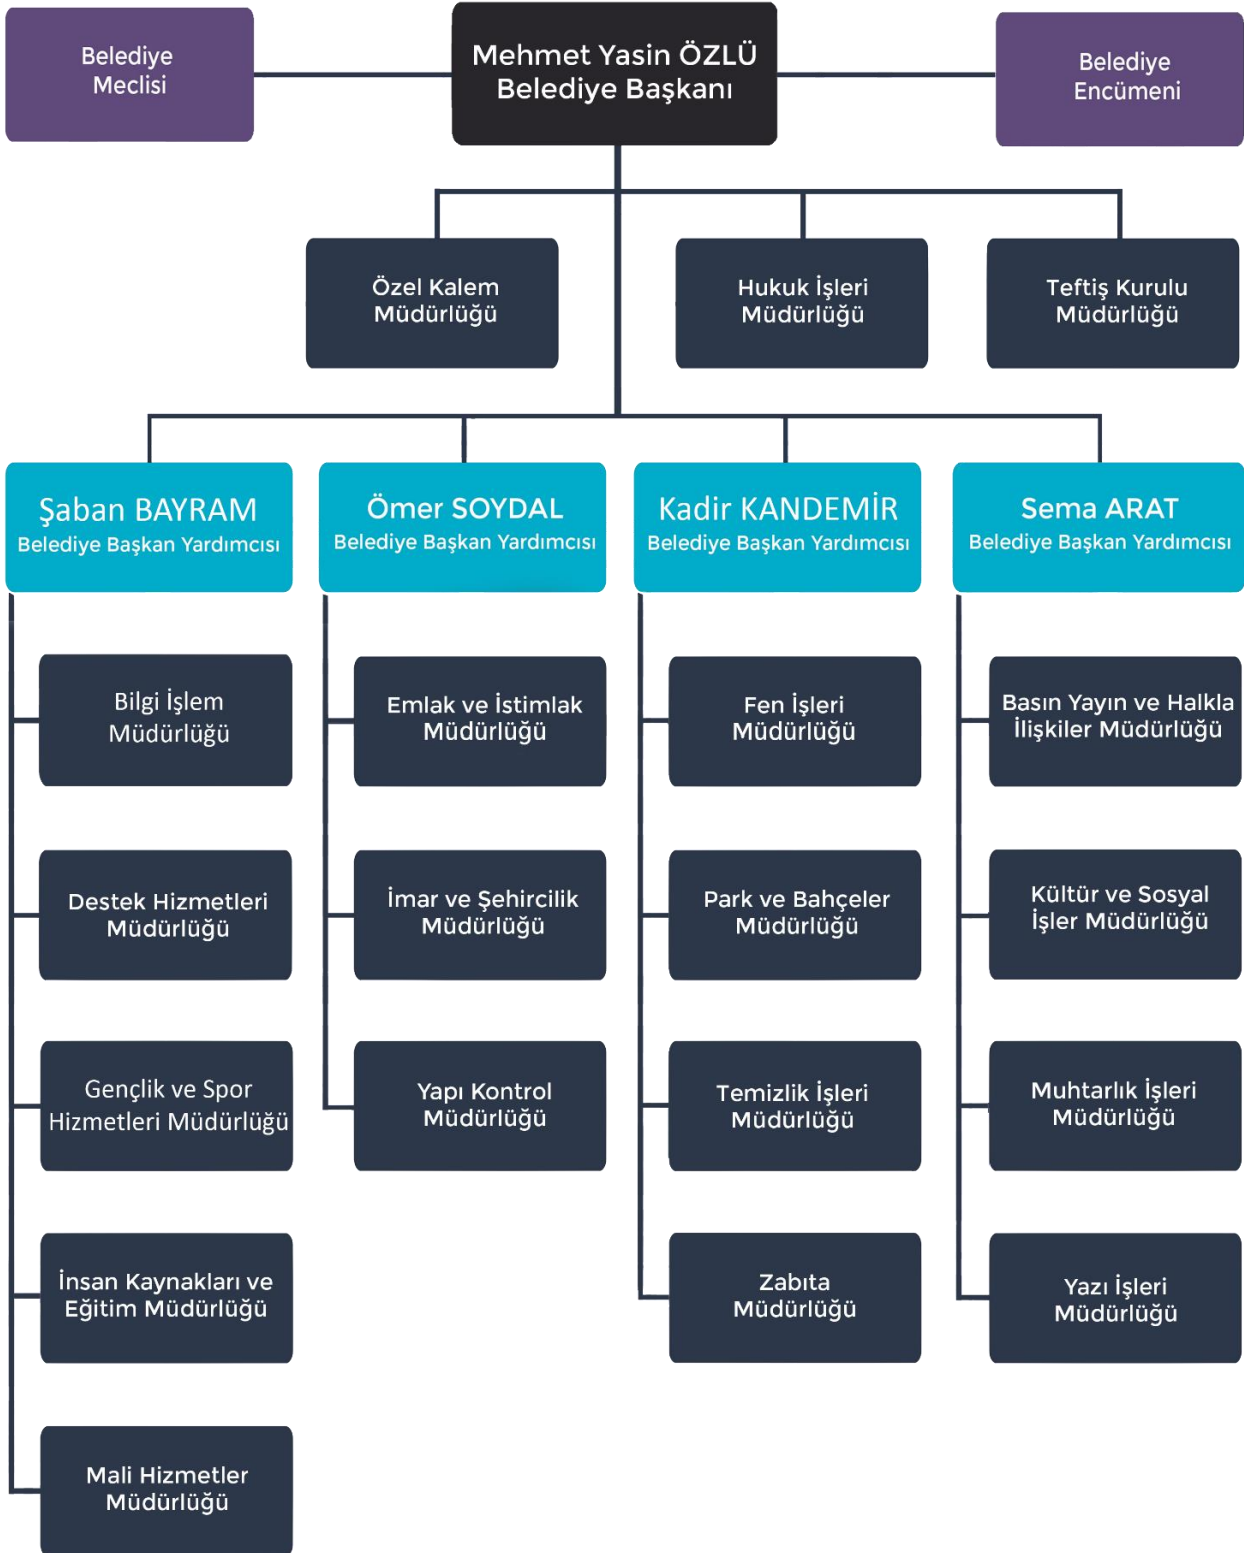 Belediye
Meclisi
Mehmet Yasin ÖZLÜ
Belediye Başkanı
Belediye
Encümeni
Özel Kalem
Müdürlüğü
Hukuk İşleri
Müdürlüğü
Teftiş Kurulu
Müdürlüğü
Şaban BAYRAM
Belediye Başkan Yardımcısı
Ömer SOYDAL
Belediye Başkan Yardımcısı
Kadir KANDEMİR
Belediye Başkan Yardımcısı
Sema ARAT
Belediye Başkan Yardımcısı
Bilgi İşlem
Müdürlüğü
Emlak ve İstimlak
Müdürlüğü
Fen İşleri
Müdürlüğü
Basın Yayın ve Halkla
İlişkiler Müdürlüğü
Destek Hizmetleri
Müdürlüğü
İmar ve Şehircilik
Müdürlüğü
Park ve Bahçeler
Müdürlüğü
Kültür ve Sosyal
İşler Müdürlüğü
Gençlik ve Spor
Hizmetleri Müdürlüğü
Yapı Kontrol
Müdürlüğü
Temizlik İşleri
Müdürlüğü
Muhtarlık İşleri
Müdürlüğü
İnsan Kaynakları ve
Eğitim Müdürlüğü
Zabıta
Müdürlüğü
Yazı İşleri
Müdürlüğü
Mali Hizmetler
Müdürlüğü